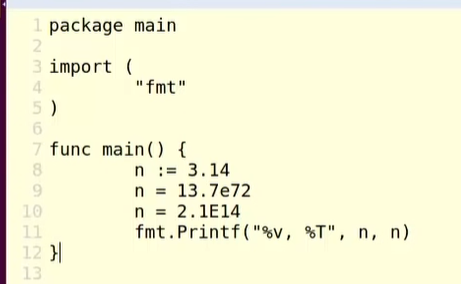 1 package main
2
3 import (
4         "fmt"
5 )
6
7 func main() {
8         n := 3.14
9         n = 13.7e72
10         n = 2.1E14
11         fmt.Printf("%v, %T", n, n)
12 }
13